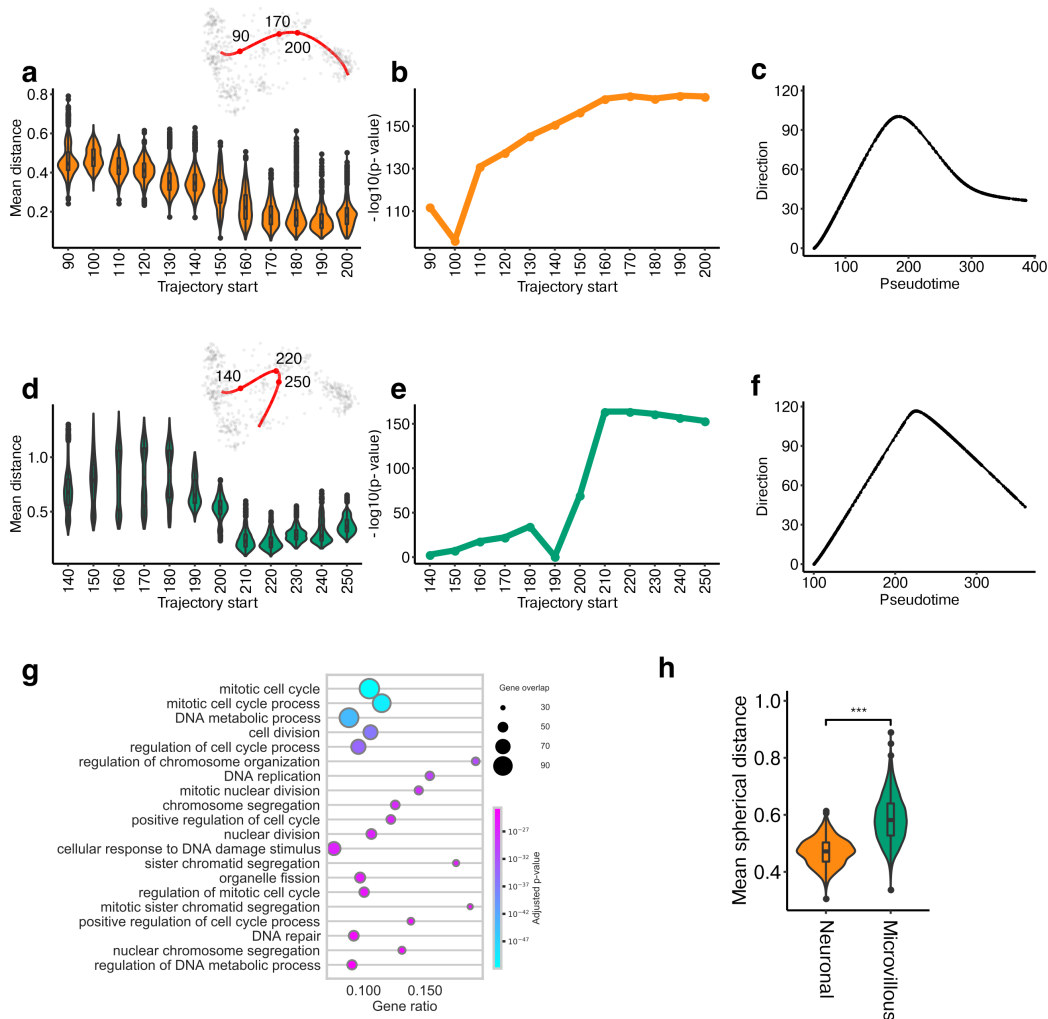 170
90
200
a
b
c
Mean distance
0.8
0.6
0.4
0.2
90 100 110 120 130 140 150 160 170 180 190 200
Trajectory start
- log10(p- value)
150
130
110
90 100 110 120 130 140 150 160 170 180 190 200
Trajectory start
Direction
120
90
60
30
0
100 200 300 400
Pseudotime
220
140
250
d
e
f
Mean distance
1.0
0.5
140 150 160 170 180 190 200 210 220 230 240 250
Trajectory start
- log10(p- value)
150
100
50
0
140 150 160 170 180 190 200 210 220 230 240 250
Trajectory start
Direction
120
90
60
30
0
100 200 300
Pseudotime
g
mitotic cell cycle
mitotic cell cycle process
DNA metabolic process
cell division
regulation of cell cycle process
regulation of chromosome organization
DNA replication
mitotic nuclear division
chromosome segregation
positive regulation of cell cycle
nuclear division
cellular response to DNA damage stimulus
sister chromatid segregation
organelle fission
regulation of mitotic cell cycle
mitotic sister chromatid segregation
positive regulation of cell cycle process
DNA repair
nuclear chromosome segregation
regulation of DNA metabolic process
0.100 0.150
Gene ratio
Gene overlap
30
50
70
90
10⁻²⁷
10⁻³²
10⁻³⁷
10⁻⁴²
10⁻⁴⁷
Adjusted p-value
h
Mean spherical distance
1.0
0.8
0.6
0.4
***
Neuronal
Microvillous